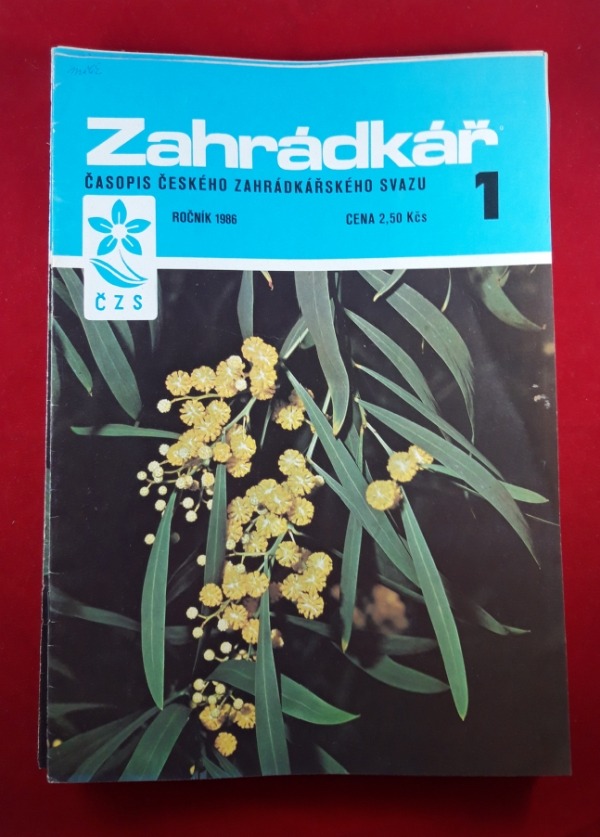 Zahrádkář
ČASOPIS ČESKÉHO ZAHRÁDKÁŘSKÉHO SVAZU
1
ROČNÍK 1986
CENA 2,50 Kčs
ČZS